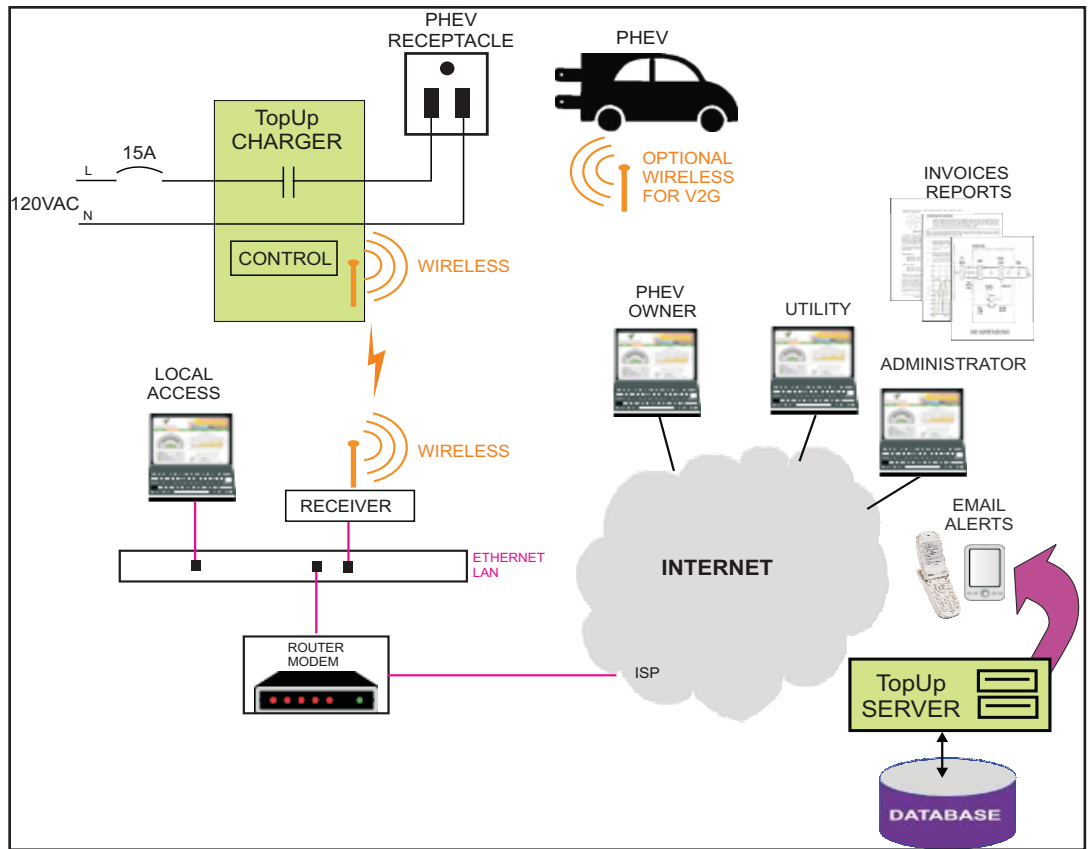 PHEV
RECEPTACLE
PHEV
TopUp
CHARGER
15A
L
120VAC
N
OPTIONAL
WIRELESS
FOR V2G
INVOICES
REPORTS
CONTROL
WIRELESS
PHEV
OWNER
UTILITY
ADMINISTRATOR
LOCAL
ACCESS
WIRELESS
RECEIVER
EMAIL
ALERTS
ETHERNET
LAN
INTERNET
ROUTER
MODEM
ISP
TopUp
SERVER
DATABASE